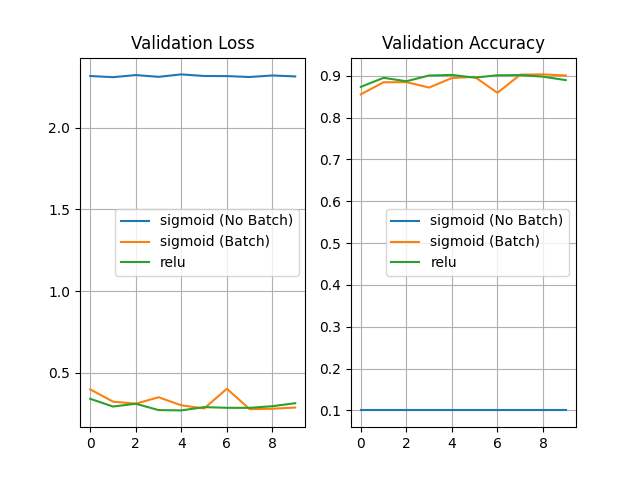 Validation Loss
2.0
1.5
1.0
0.5
sigmoid (No Batch)
sigmoid (Batch)
relu
0 2 4 6 8
Validation Accuracy
0.9
0.8
0.7
0.6
0.5
0.4
0.3
0.2
0.1
sigmoid (No Batch)
sigmoid (Batch)
relu
0 2 4 6 8